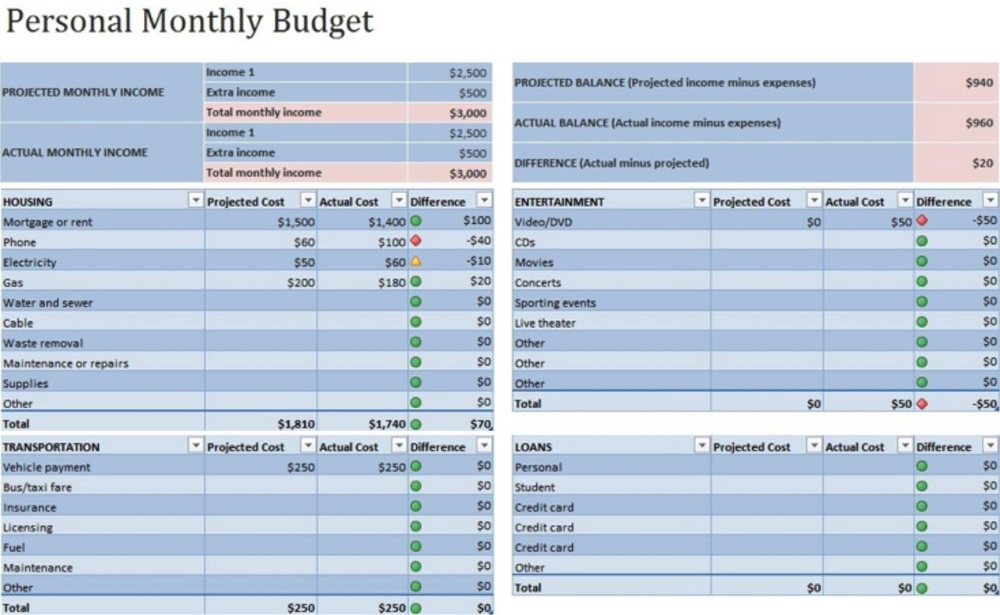 Personal Monthly Budget
PROJECTED MONTHLY INCOME
Income 1 $2,500
Extra income $500
Total monthly income $3,000
ACTUAL MONTHLY INCOME
Income 1 $2,500
Extra income $500
Total monthly income $3,000
PROJECTED BALANCE (Projected income minus expenses) $940
ACTUAL BALANCE (Actual income minus expenses) $960
DIFFERENCE (Actual minus projected) $20
HOUSING Projected Cost Actual Cost Difference
Mortgage or rent $1,500 $1,400 $100
Phone $60 $100 -$40
Electricity $50 $60 -$10
Gas $200 $180 $20
Water and sewer $0
Cable $0
Waste removal $0
Maintenance or repairs $0
Supplies $0
Other $0
Total $1,810 $1,740 $70
ENTERTAINMENT Projected Cost Actual Cost Difference
Video/DVD $0 $50 -$50
CDs $0
Movies $0
Concerts $0
Sporting events $0
Live theater $0
Other $0
Other $0
Other $0
Total $0 $50 -$50
TRANSPORTATION Projected Cost Actual Cost Difference
Vehicle payment $250 $250 $0
Bus/taxi fare $0
Insurance $0
Licensing $0
Fuel $0
Maintenance $0
Other $0
Total $250 $250 $0
LOANS Projected Cost Actual Cost Difference
Personal $0
Student $0
Credit card $0
Credit card $0
Credit card $0
Other $0
Total $0 $0 $0